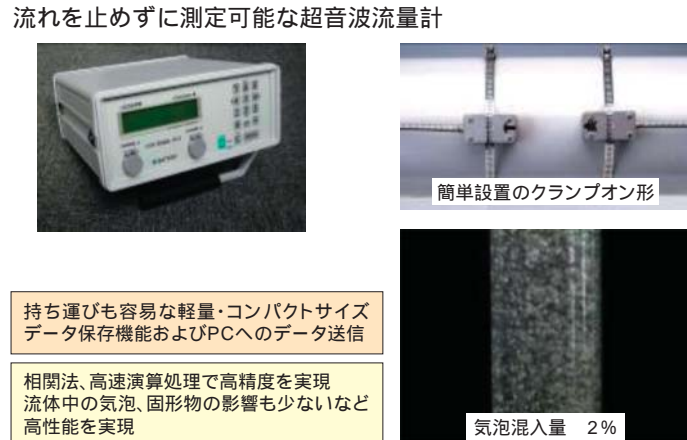 流れを止めずに測定可能な超音波流量計
簡単設置のクランプオン形
持ち運びも容易な軽量・コンパクトサイズ
データ保存機能およびPCへのデータ送信
相関法、高速演算処理で高精度を実現
流体中の気泡、固形物の影響も少ないなど
高性能を実現
気泡混入量　2%